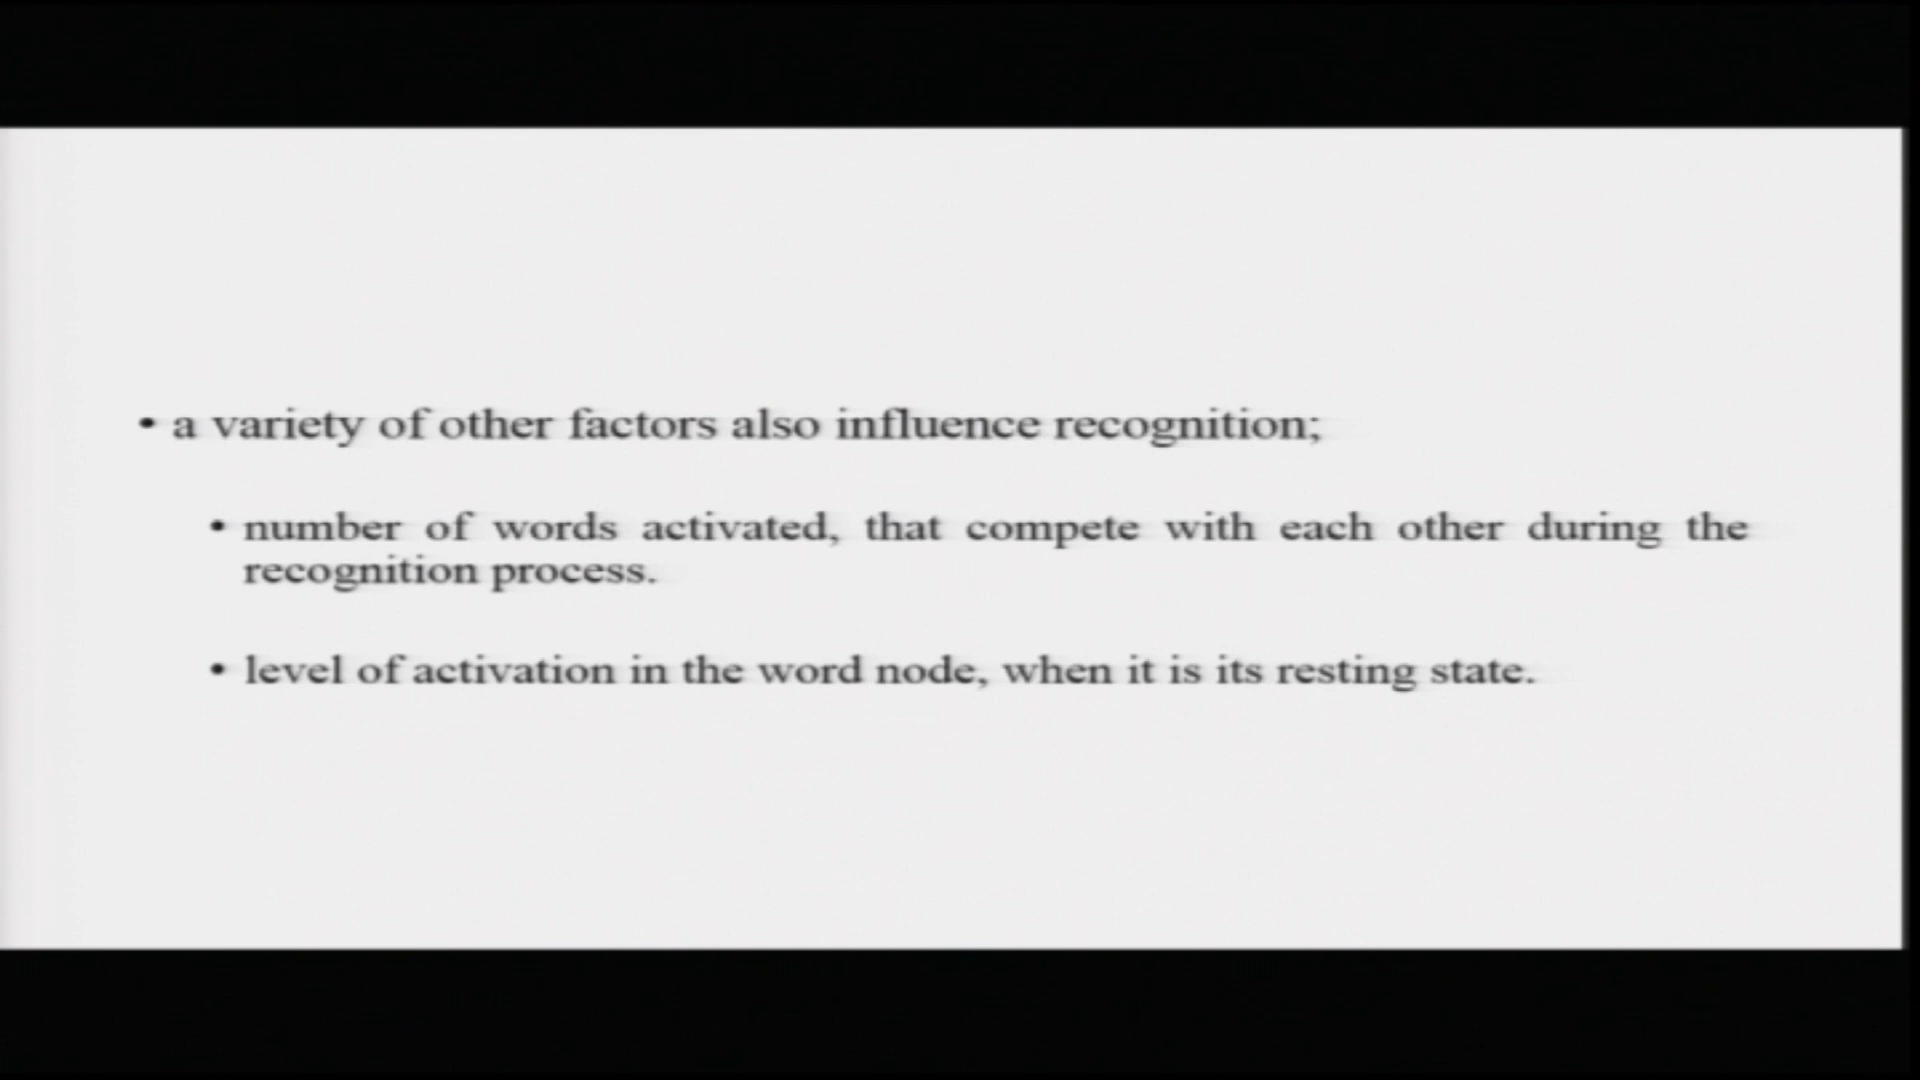 • a variety of other factors also influence recognition;
• number of words activated, that compete with each other during the
recognition process.
• level of activation in the word node, when it is its resting state.